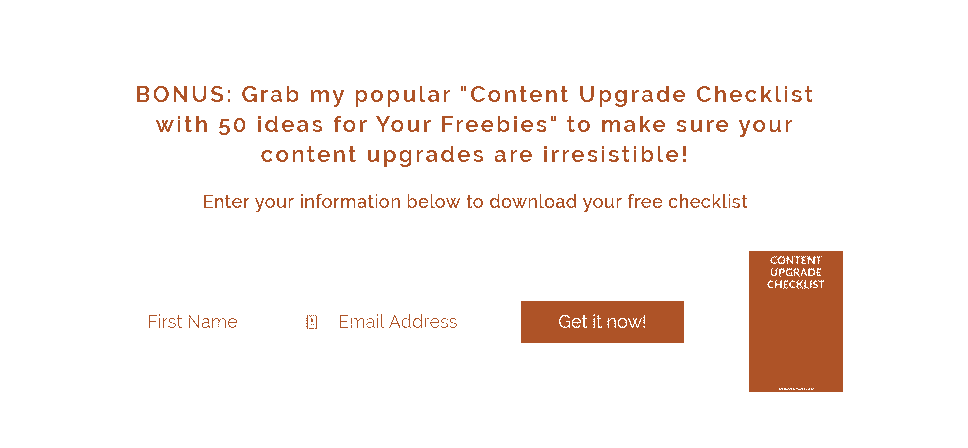 BONUS: Grab my popular "Content Upgrade Checklist
with 50 ideas for Your Freebies" to make sure your
content upgrades are irresistible!
Enter your information below to download your free checklist
First Name
Email Address
Get it now!
CONTENT
UPGRADE
CHECKLIST